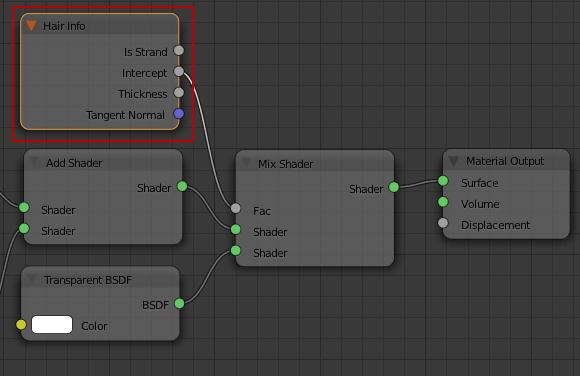 Hair Info
Is Strand
Intercept
Thickness
Tangent Normal
Add Shader
Shader
Shader
Shader
Mix Shader
Shader
Fac
Shader
Shader
Material Output
Surface
Volume
Displacement
Transparent BSDF
BSDF
Color